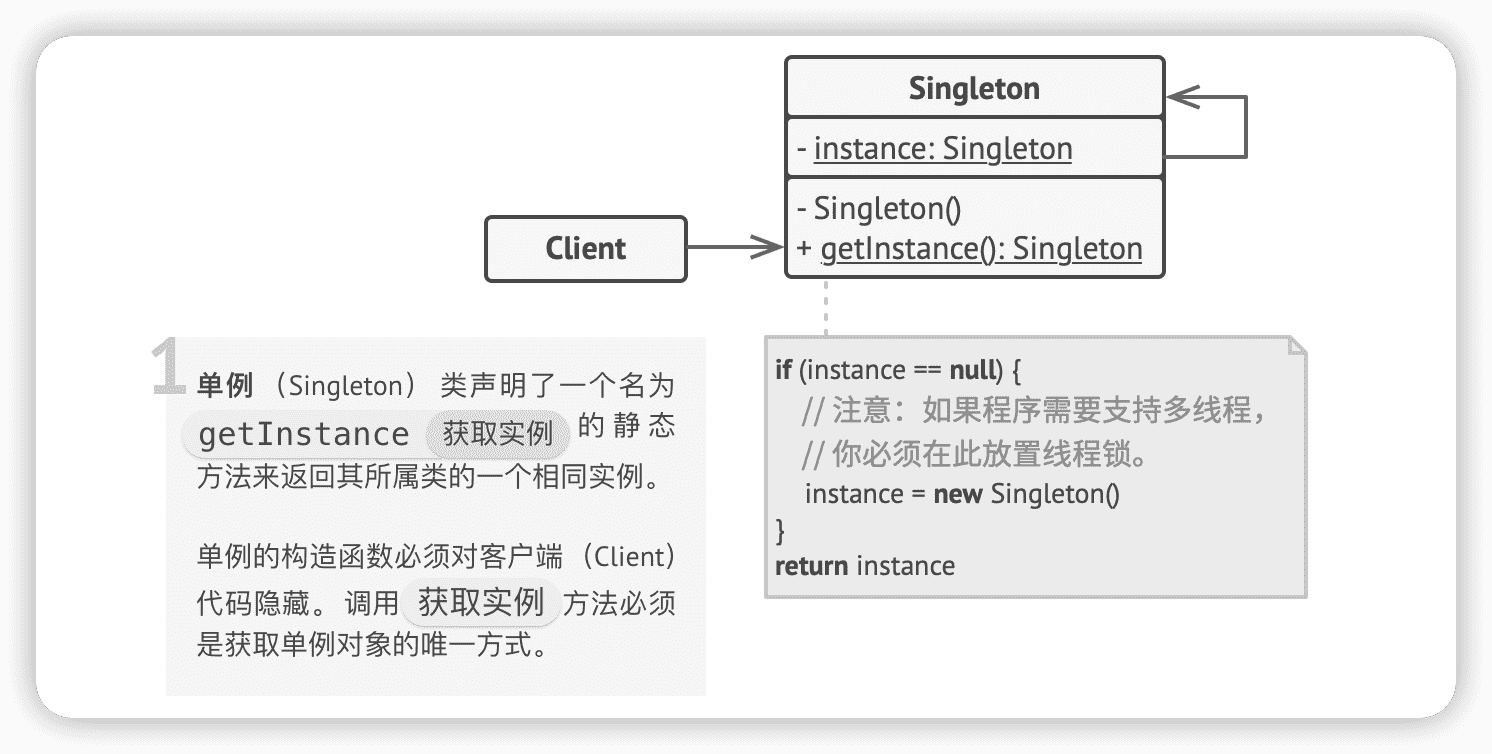 Singleton
- instance: Singleton
- Singleton()
+ getInstance(): Singleton
Client
1
单例 （Singleton） 类声明了一个名为
getInstance 获取实例 的静态
方法来返回其所属类的一个相同实例。
单例的构造函数必须对客户端 （Client）
代码隐藏。 调用 获取实例 方法必须
是获取单例对象的唯一方式。
if (instance == null) {
// 注意：如果程序需要支持多线程，
// 你必须在此放置线程锁。
instance = new Singleton()
}
return instance